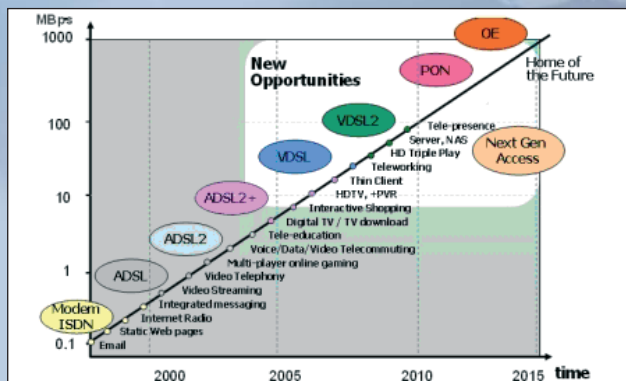 MBps
1000
100
10
1
0.1
OE
PON
New
Opportunities
Home of
the Future
VDSL2
VDSL
Next Gen
Access
ADSL2+
ADSL2
ADSL
Modem
ISDN
Tele-presence
Server, NAS
HD Triple Play
Teleworking
Thin Client
HDTV, +PVR
Interactive Shopping
Digital TV / TV download
Tele-education
Voice/Data/Video Telecommuting
Multi-player online gaming
Video Telephony
Video Streaming
Integrated messaging
Internet Radio
Static Web pages
Email
2000
2005
2010
2015
time